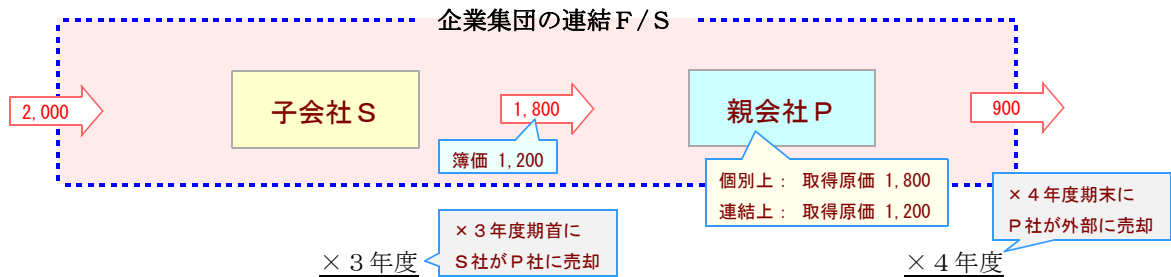 企業集団の連結Ｆ/Ｓ
2,000
子会社Ｓ
1,800
簿価 1,200
親会社Ｐ
900
個別上： 取得原価 1,800
連結上： 取得原価 1,200
×３年度期首に
Ｓ社がＰ社に売却
×３年度
×４年度期末に
Ｐ社が外部に売却
×４年度